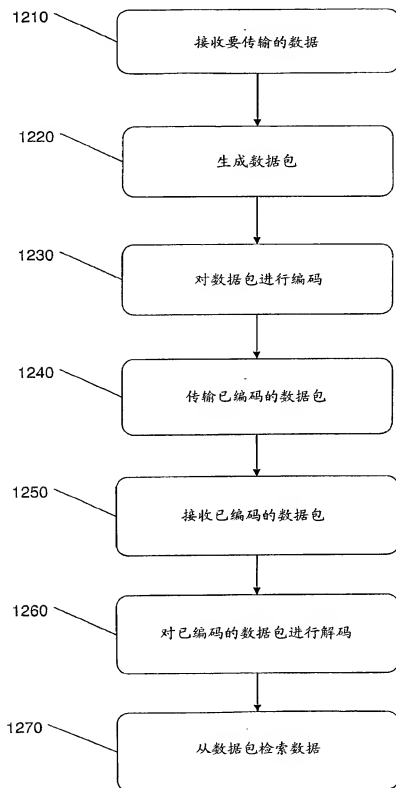 1210
接收要传输的数据
1220
生成数据包
1230
对数据包进行编码
1240
传输已编码的数据包
1250
接收已编码的数据包
1260
对已编码的数据包进行解码
1270
从数据包检索数据